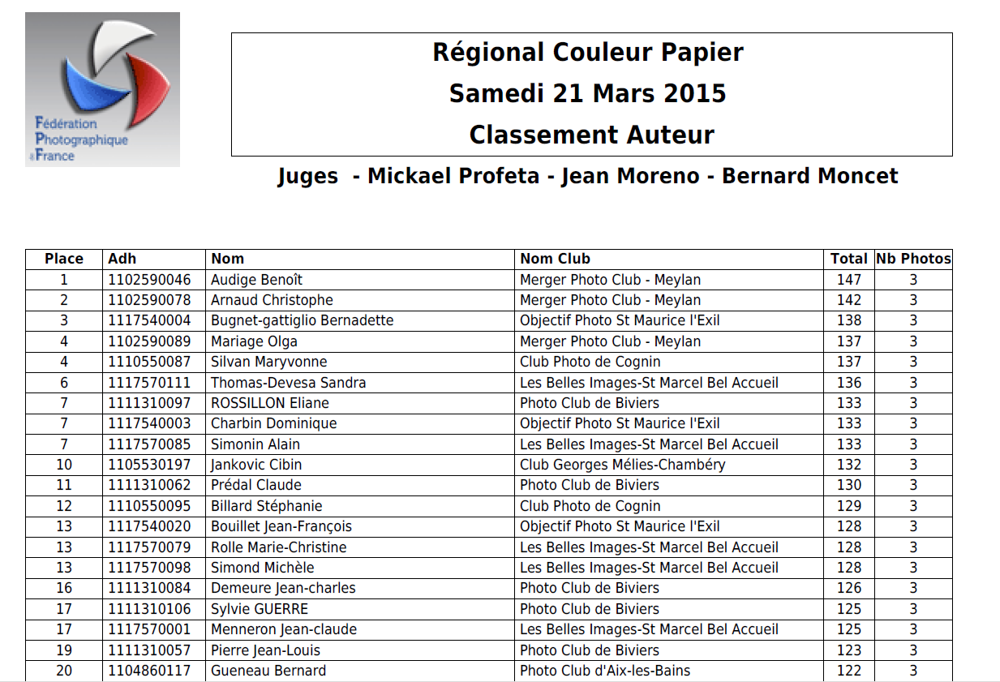 Fédération
Photographique
de France
Régional Couleur Papier
Samedi 21 Mars 2015
Classement Auteur
Juges - Mickael Profeta - Jean Moreno - Bernard Moncet
Place Adh Nom Nom Club Total Nb Photos
1 1102590046 Audige Benoît Merger Photo Club - Meylan 147 3
2 1102590078 Arnaud Christophe Merger Photo Club - Meylan 142 3
3 1117540004 Bugnet-gattiglio Bernadette Objectif Photo St Maurice l'Exil 138 3
4 1102590089 Mariage Olga Merger Photo Club - Meylan 137 3
4 1110550087 Silvan Maryvonne Club Photo de Cognin 137 3
6 1117570111 Thomas-Devesa Sandra Les Belles Images-St Marcel Bel Accueil 136 3
7 1111310097 ROSSILLON Eliane Photo Club de Biviers 133 3
7 1117540003 Charbin Dominique Objectif Photo St Maurice l'Exil 133 3
7 1117570085 Simonin Alain Les Belles Images-St Marcel Bel Accueil 133 3
10 1105530197 Jankovic Cibin Club Georges Mélies-Chambéry 132 3
11 1111310062 Prédal Claude Photo Club de Biviers 130 3
12 1110550095 Billard Stéphanie Club Photo de Cognin 129 3
13 1117540020 Bouillet Jean-François Objectif Photo St Maurice l'Exil 128 3
13 1117570079 Rolle Marie-Christine Les Belles Images-St Marcel Bel Accueil 128 3
13 1117570098 Simond Michèle Les Belles Images-St Marcel Bel Accueil 128 3
16 1111310084 Demeure Jean-charles Photo Club de Biviers 126 3
17 1111310106 Sylvie GUERRE Photo Club de Biviers 125 3
17 1117570001 Menneron Jean-claude Les Belles Images-St Marcel Bel Accueil 125 3
19 1111310057 Pierre Jean-Louis Photo Club de Biviers 123 3
20 1104860117 Gueneau Bernard Photo Club d'Aix-les-Bains 122 3